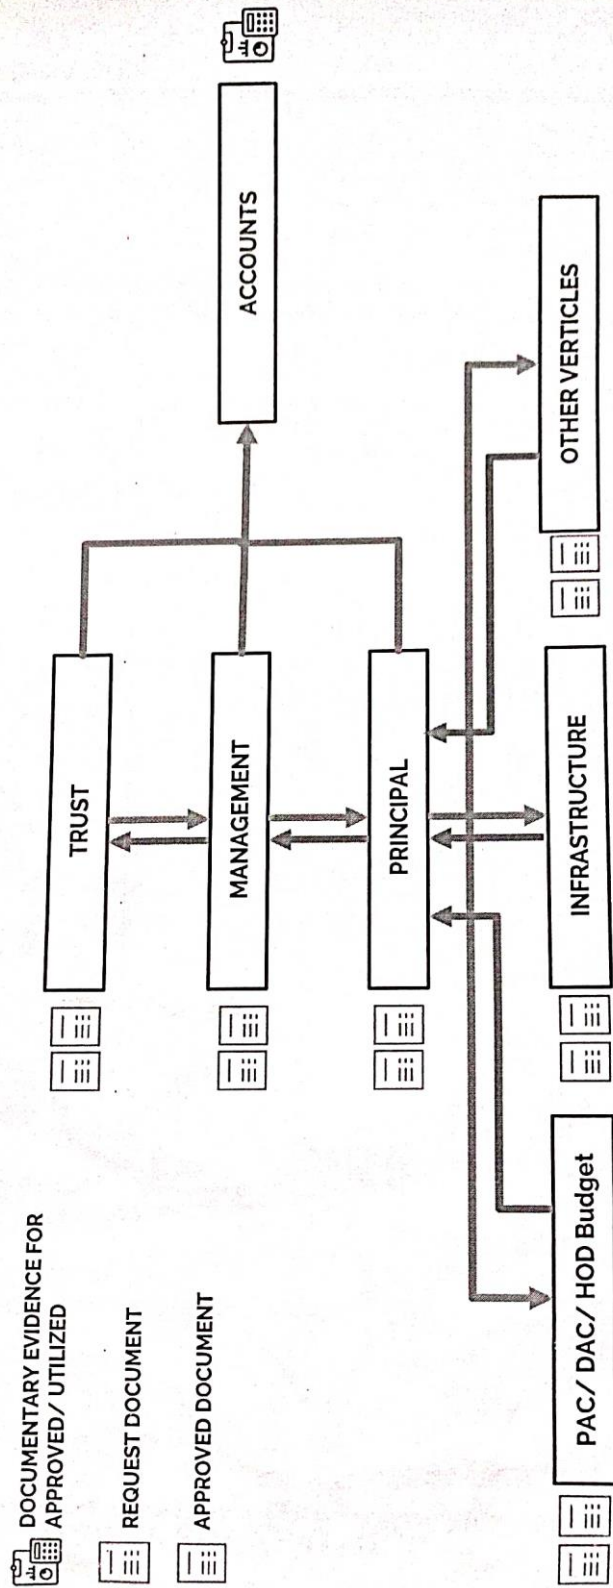 DOCUMENTARY EVIDENCE FOR
APPROVED/ UTILIZED
REQUEST DOCUMENT
APPROVED DOCUMENT
TRUST
MANAGEMENT
PRINCIPAL
ACCOUNTS
PAC/ DAC/ HOD Budget
INFRASTRUCTURE
OTHER VERTICLES